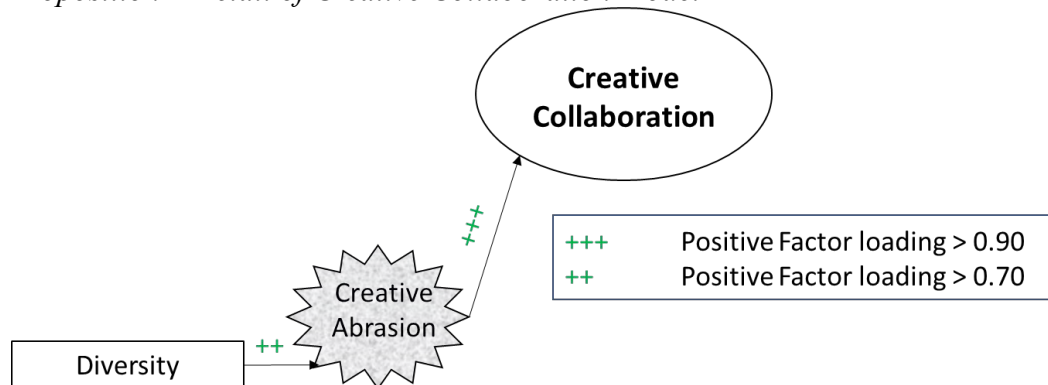 Creative
Collaboration
+++
+++ Positive Factor loading > 0.90
++ Positive Factor loading > 0.70
Creative
Abrasion
++
Diversity